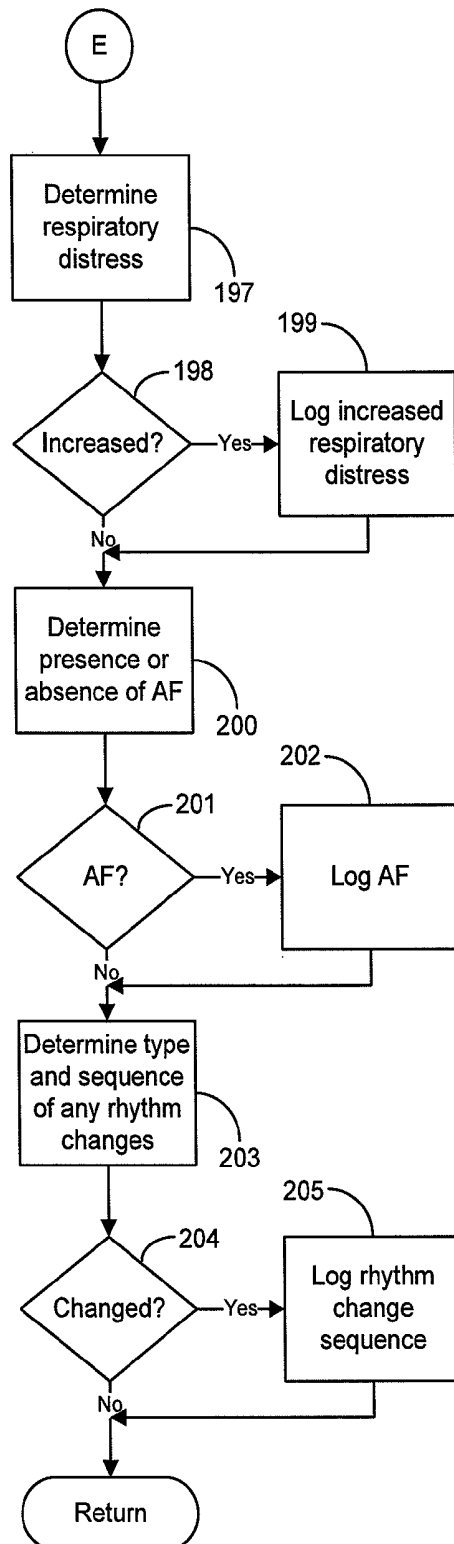 E
Determine
respiratory
distress
197
198
199
Increased?
Yes
Log increased
respiratory
distress
No
Determine
presence or
absence of AF
200
201
202
AF?
Yes
Log AF
No
Determine type
and sequence
of any rhythm
changes
203
204
205
Changed?
Yes
Log rhythm
change
sequence
No
Return